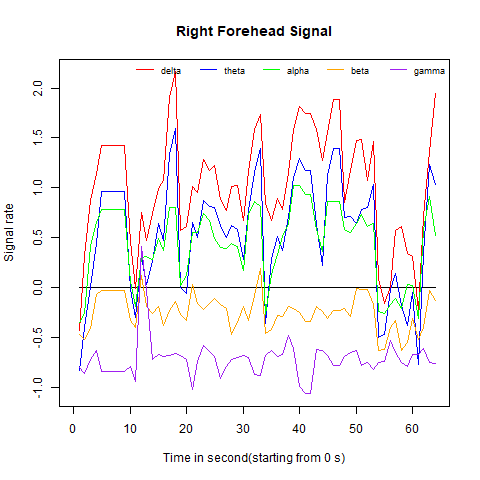 Right Forehead Signal
delta theta alpha beta gamma
Signal rate
2.0
1.5
1.0
0.5
0.0
-0.5
-1.0
0 10 20 30 40 50 60
Time in second(starting from 0 s)